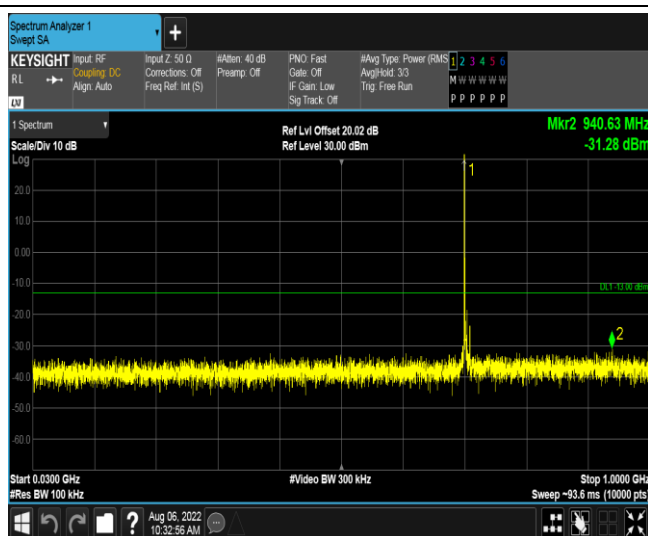 Spectrum Analyzer 1
Swept SA
+
KEYSIGHT
RL
LXI
Input: RF
Coupling: DC
Align: Auto
Input Z: 50 Ω
Corrections: Off
Freq Ref: Int (S)
#Atten: 40 dB
Preamp: Off
PNO: Fast
Gate: Off
IF Gain: Low
Sig Track: Off
#Avg Type: Power (RMS
Avg|Hold: 3/3
Trig: Free Run
1 2 3 4 5 6
M W W W W W
P P P P P P
1 Spectrum
Scale/Div 10 dB
Ref Lvl Offset 20.02 dB
Ref Level 30.00 dBm
Mkr2 940.63 MHz
-31.28 dBm
Log
1
20.0
10.0
0.00
-10.0
DL1 -13.00 dBm
-20.0
-30.0
2
-40.0
-50.0
-60.0
Start 0.0300 GHz
#Video BW 300 kHz
Stop 1.0000 GHz
#Res BW 100 kHz
Sweep ~93.6 ms (10000 pts)
?
Aug 06, 2022
10:32:56 AM